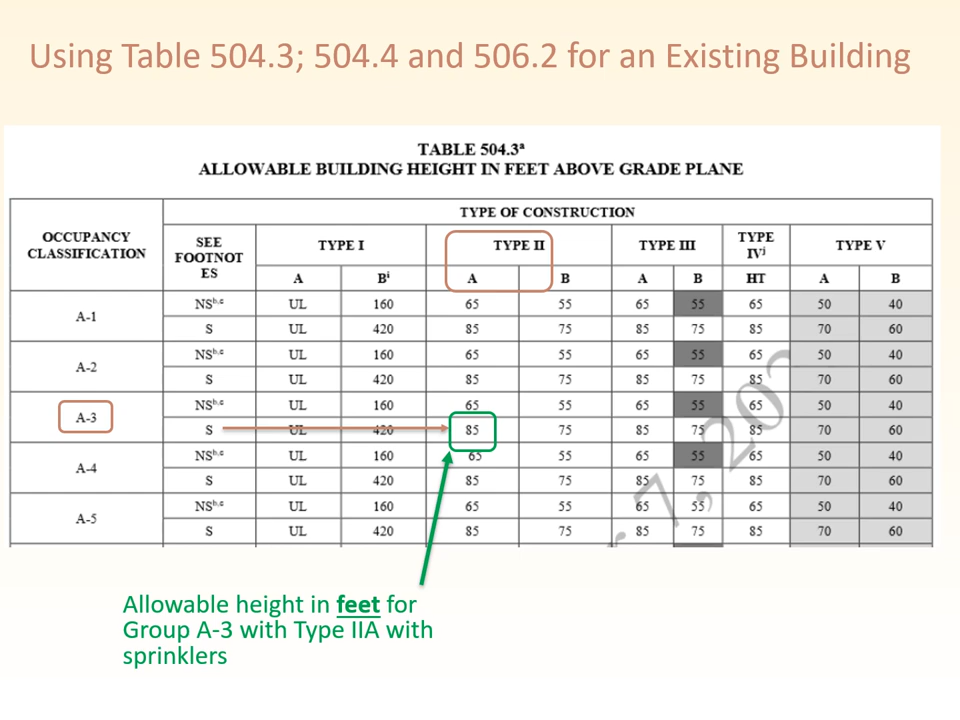 Using Table 504.3; 504.4 and 506.2 for an Existing Building
TABLE 504.3a
ALLOWABLE BUILDING HEIGHT IN FEET ABOVE GRADE PLANE
OCCUPANCY CLASSIFICATION TYPE OF CONSTRUCTION
SEE FOOTNOT ES TYPE I TYPE II TYPE III TYPE IVj TYPE V
A Bi A B A B HT A B
A-1 NSb,c UL 160 65 55 65 55 65 50 40
S UL 420 85 75 85 75 85 70 60
A-2 NSb,c UL 160 65 55 65 55 65 50 40
S UL 420 85 75 85 75 85 70 60
A-3 NSb,c UL 160 65 55 65 55 65 50 40
S UL 420 85 75 85 75 85 70 60
A-4 NSb,c UL 160 65 55 65 55 65 50 40
S UL 420 85 75 85 75 85 70 60
A-5 NSb,c UL 160 65 55 65 55 65 50 40
S UL 420 85 75 85 75 85 70 60
Allowable height in feet for
Group A-3 with Type IIA with
sprinklers